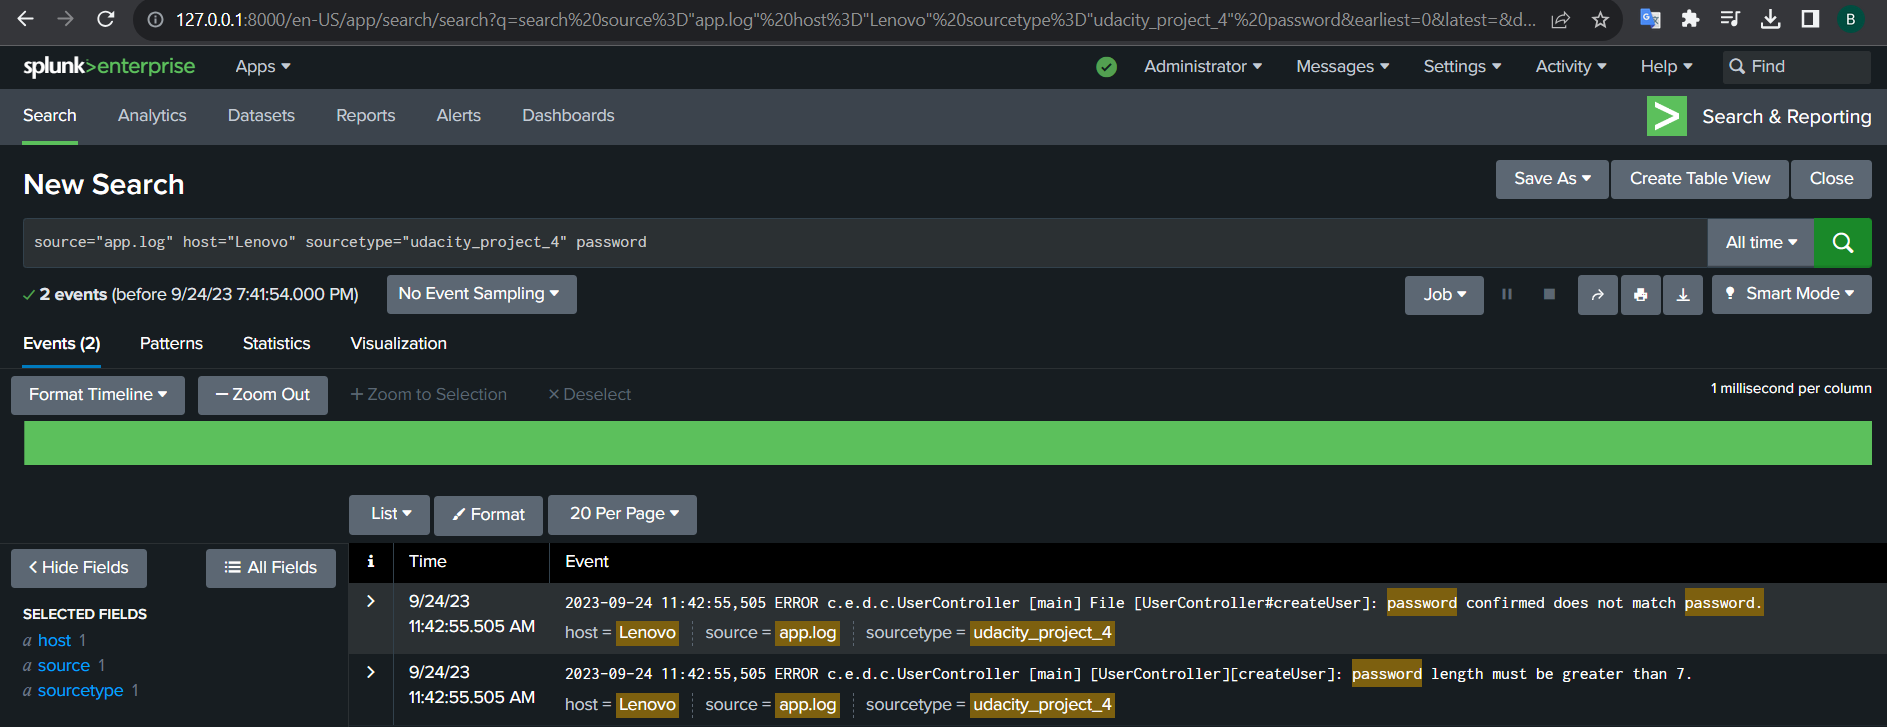 127.0.0.1:8000/en-US/app/search/search?q=search%20source%3D"app.log"%20host%3D"Lenovo"%20sourcetype%3D"udacity_project_4"%20password&earliest=0&latest=&d... B
splunk>enterprise Apps Administrator Messages Settings Activity Help Find
Search Analytics Datasets Reports Alerts Dashboards > Search & Reporting
New Search Save As Create Table View Close
source="app.log" host="Lenovo" sourcetype="udacity_project_4" password All time
2 events (before 9/24/23 7:41:54.000 PM) No Event Sampling Job Smart Mode
Events (2) Patterns Statistics Visualization
Format Timeline — Zoom Out + Zoom to Selection × Deselect 1 millisecond per column
List Format 20 Per Page
< Hide Fields All Fields i Time Event
SELECTED FIELDS
a host 1
a source 1
a sourcetype 1
> 9/24/23 11:42:55.505 AM
2023-09-24 11:42:55,505 ERROR c.e.d.c.UserController [main] File [UserController#createUser]: password confirmed does not match password.
host = Lenovo source = app.log sourcetype = udacity_project_4
> 9/24/23 11:42:55.505 AM
2023-09-24 11:42:55,505 ERROR c.e.d.c.UserController [main] [UserController][createUser]: password length must be greater than 7.
host = Lenovo source = app.log sourcetype = udacity_project_4